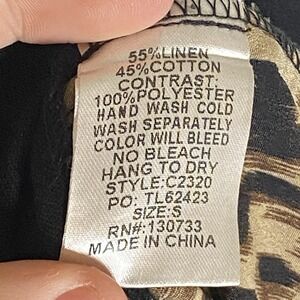 55%LINEN
45%COTTON
CONTRAST:
100%POLYESTER
HAND WASH COLD
WASH SEPARATELY
COLOR WILL BLEED
NO BLEACH
HANG TO DRY
STYLE:C2320
PO: TL62423
SIZE:S
RN#:130733
MADE IN CHINA